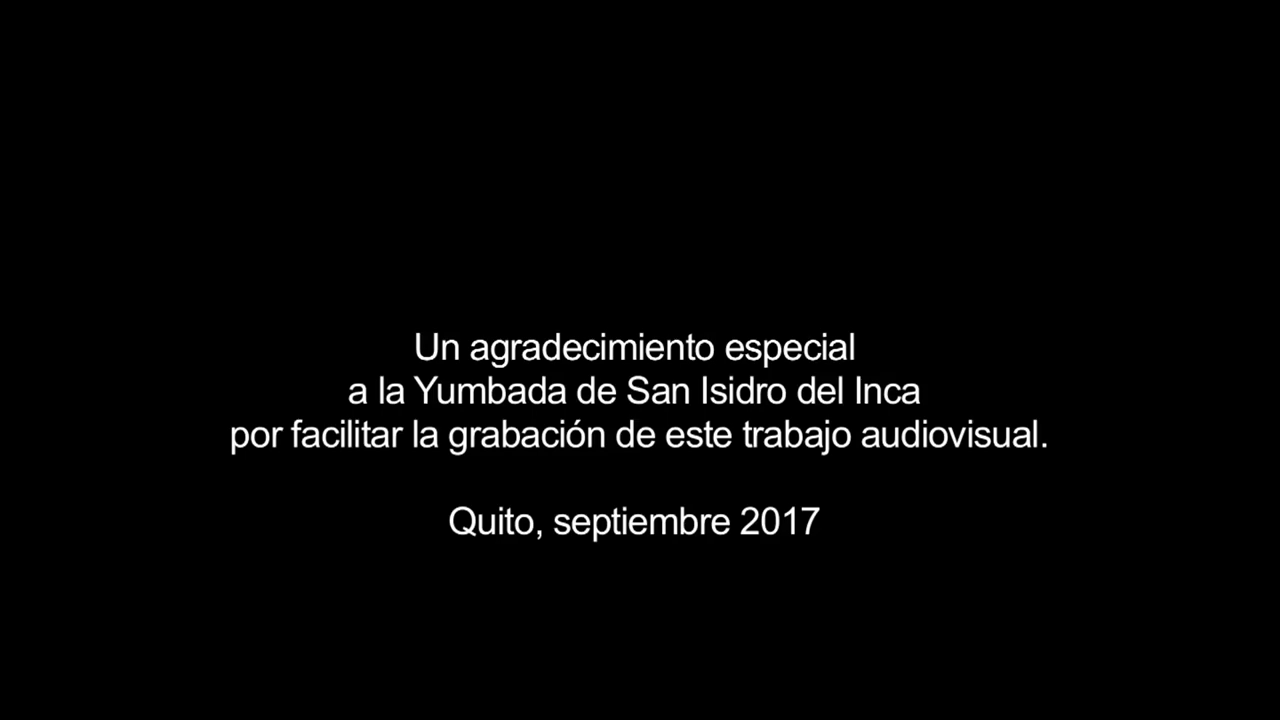 Un agradecimiento especial
a la Yumbada de San Isidro del Inca
por facilitar la grabación de este trabajo audiovisual.
Quito, septiembre 2017